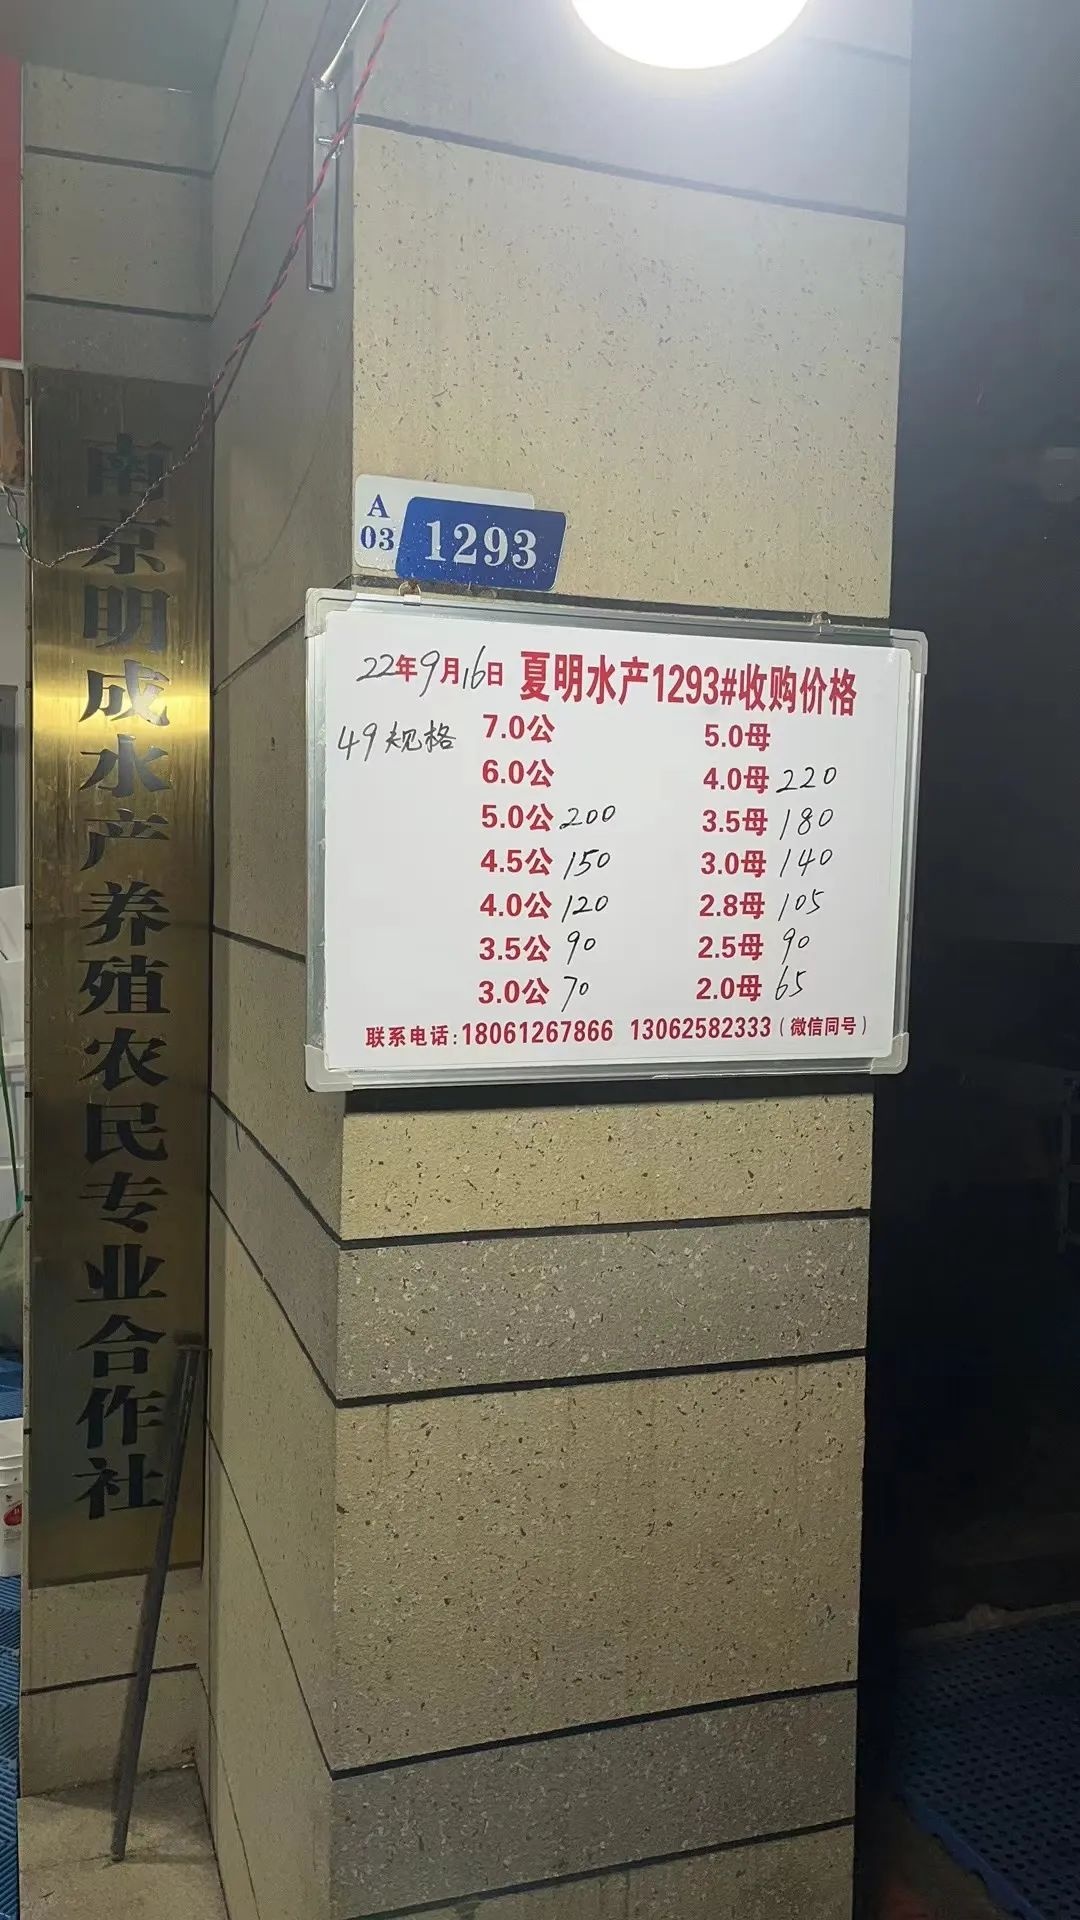 南京明成水产养殖农民专业合作社
A
03
1293
22年9月16日 夏明水产1293#收购价格
49规格 7.0公 5.0母
6.0公 4.0母 220
5.0公 200 3.5母 180
4.5公 150 3.0母 140
4.0公 120 2.8母 105
3.5公 90 2.5母 90
3.0公 70 2.0母 65
联系电话:18061267866 13062582333(微信同号)